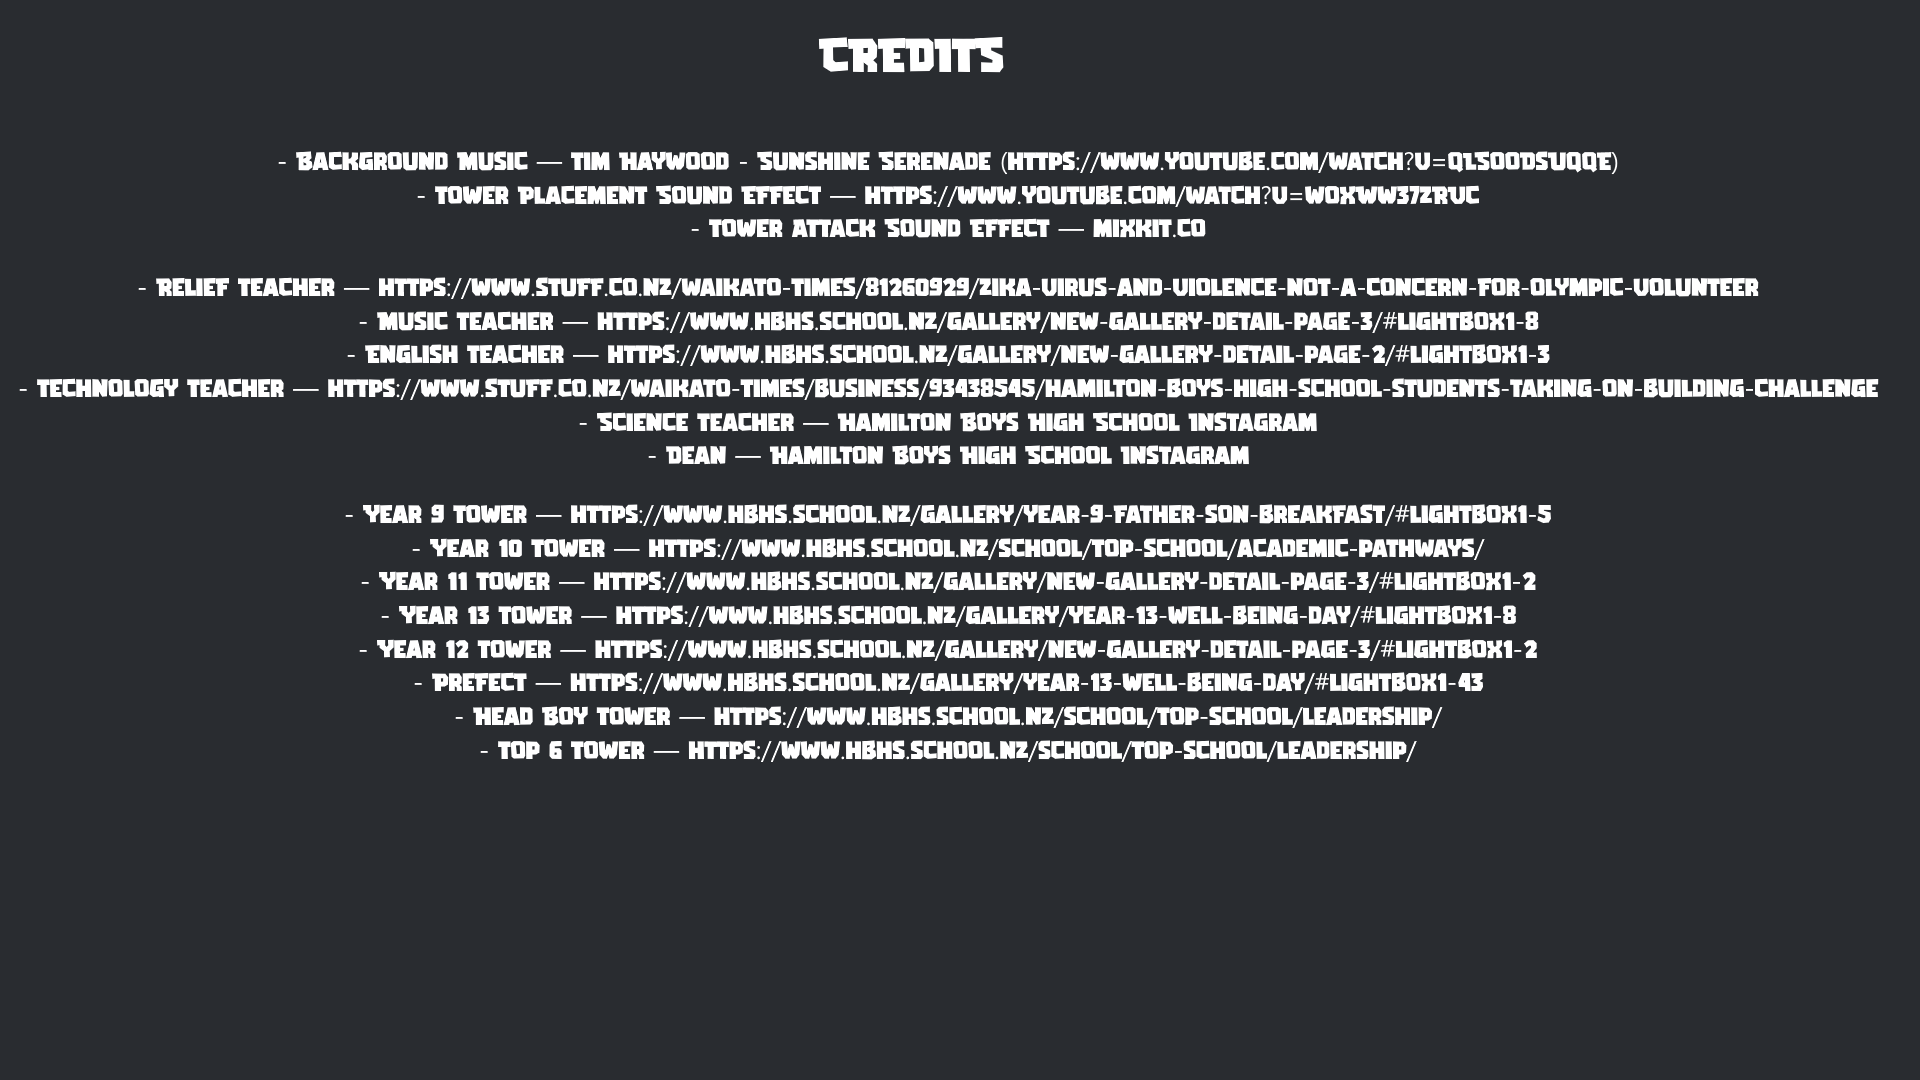 CREDITS
- BACKGROUND MUSIC — TIM HAYWOOD - SUNSHINE SERENADE (HTTPS://WWW.YOUTUBE.COM/WATCH?V=QLSOODSUQQE)
- TOWER PLACEMENT SOUND EFFECT — HTTPS://WWW.YOUTUBE.COM/WATCH?V=WOXWW37ZRVC
- TOWER ATTACK SOUND EFFECT — MIXKIT.CO
- RELIEF TEACHER — HTTPS://WWW.STUFF.CO.NZ/WAIKATO-TIMES/81260929/ZIKA-VIRUS-AND-VIOLENCE-NOT-A-CONCERN-FOR-OLYMPIC-VOLUNTEER
- MUSIC TEACHER — HTTPS://WWW.HBHS.SCHOOL.NZ/GALLERY/NEW-GALLERY-DETAIL-PAGE-3/#LIGHTBOX1-8
- ENGLISH TEACHER — HTTPS://WWW.HBHS.SCHOOL.NZ/GALLERY/NEW-GALLERY-DETAIL-PAGE-2/#LIGHTBOX1-3
- TECHNOLOGY TEACHER — HTTPS://WWW.STUFF.CO.NZ/WAIKATO-TIMES/BUSINESS/93438545/HAMILTON-BOYS-HIGH-SCHOOL-STUDENTS-TAKING-ON-BUILDING-CHALLENGE
- SCIENCE TEACHER — HAMILTON BOYS HIGH SCHOOL INSTAGRAM
- DEAN — HAMILTON BOYS HIGH SCHOOL INSTAGRAM
- YEAR 9 TOWER — HTTPS://WWW.HBHS.SCHOOL.NZ/GALLERY/YEAR-9-FATHER-SON-BREAKFAST/#LIGHTBOX1-5
- YEAR 10 TOWER — HTTPS://WWW.HBHS.SCHOOL.NZ/SCHOOL/TOP-SCHOOL/ACADEMIC-PATHWAYS/
- YEAR 11 TOWER — HTTPS://WWW.HBHS.SCHOOL.NZ/GALLERY/NEW-GALLERY-DETAIL-PAGE-3/#LIGHTBOX1-2
- YEAR 13 TOWER — HTTPS://WWW.HBHS.SCHOOL.NZ/GALLERY/YEAR-13-WELL-BEING-DAY/#LIGHTBOX1-8
- YEAR 12 TOWER — HTTPS://WWW.HBHS.SCHOOL.NZ/GALLERY/NEW-GALLERY-DETAIL-PAGE-3/#LIGHTBOX1-2
- PREFECT — HTTPS://WWW.HBHS.SCHOOL.NZ/GALLERY/YEAR-13-WELL-BEING-DAY/#LIGHTBOX1-43
- HEAD BOY TOWER — HTTPS://WWW.HBHS.SCHOOL.NZ/SCHOOL/TOP-SCHOOL/LEADERSHIP/
- TOP 6 TOWER — HTTPS://WWW.HBHS.SCHOOL.NZ/SCHOOL/TOP-SCHOOL/LEADERSHIP/